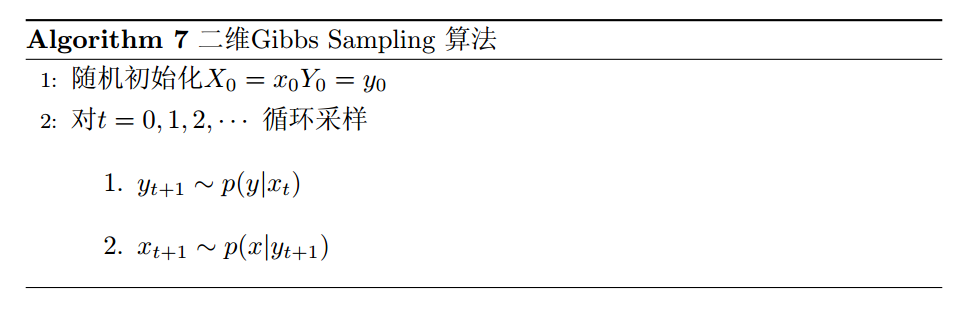 Algorithm 7 二维Gibbs Sampling 算法
1: 随机初始化X₀ = x₀Y₀ = y₀
2: 对t = 0, 1, 2, ··· 循环采样
1. yₜ₊₁ ∼ p(y|xₜ)
2. xₜ₊₁ ∼ p(x|yₜ₊₁)